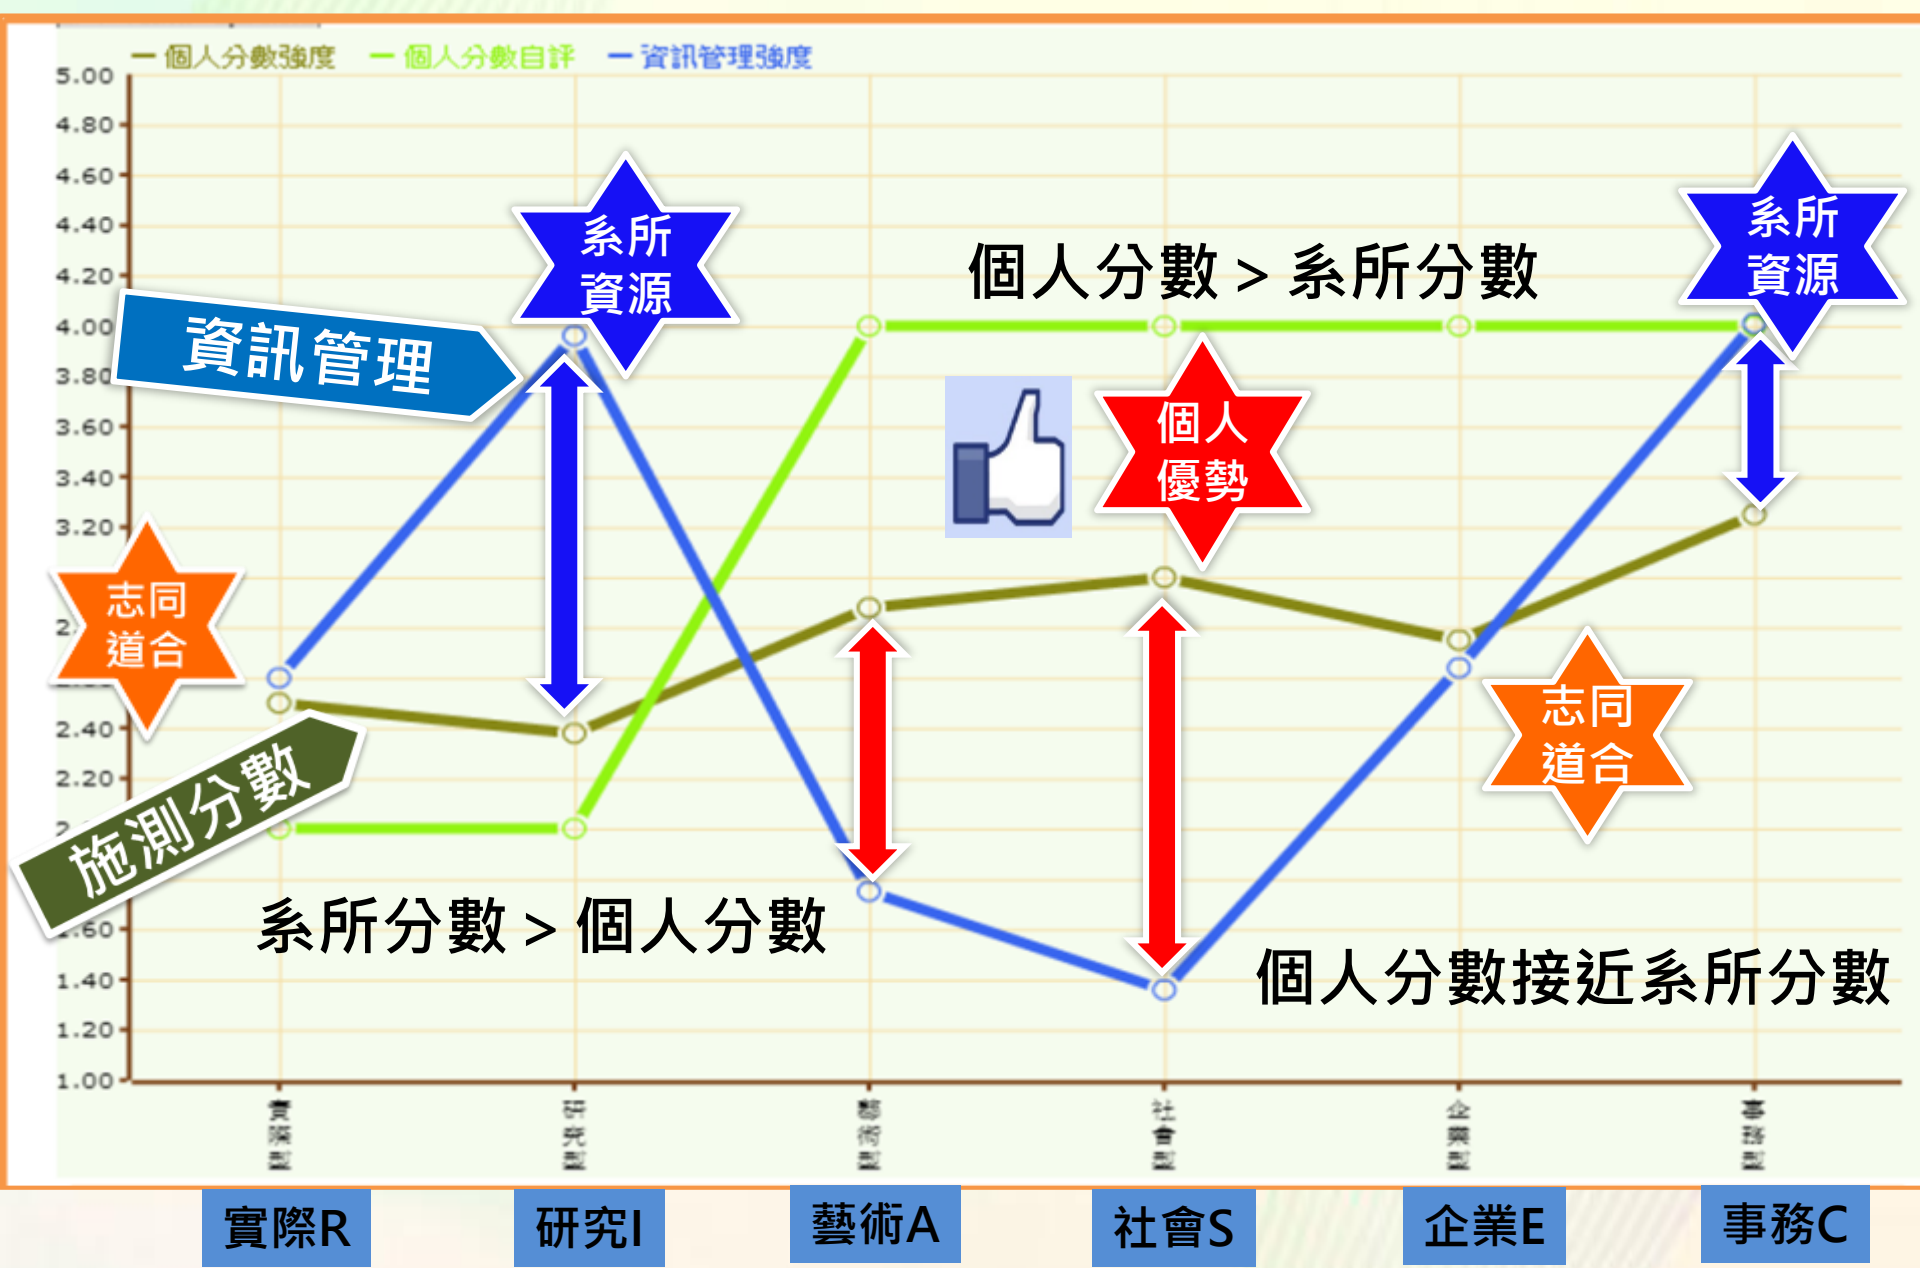 個人分數強度 個人分數自評 資訊管理強度
5.00
4.80
4.60
4.40
4.20
4.00
3.80
3.60
3.40
3.20
2.40
2.20
1.60
1.40
1.20
1.00
系所
資源
系所
資源
個人分數 > 系所分數
資訊管理
個人
優勢
志同
道合
志同
道合
施測分數
系所分數 > 個人分數
個人分數接近系所分數
實際R
研究I
藝術A
社會S
企業E
事務C